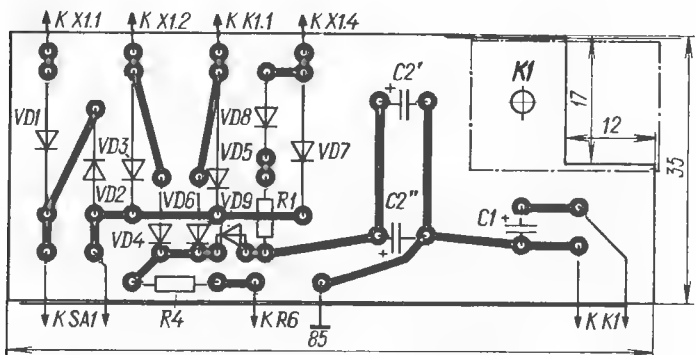 К X1.1 К X1.2 К К1.1 К X1.4
C2' К1
VD1 VD3 VD8 17 12
VD5 VD7 35
VD2 VD6 VD9 R1 C2" C1
VD4
К SA1 R4 К R6 К К1
85